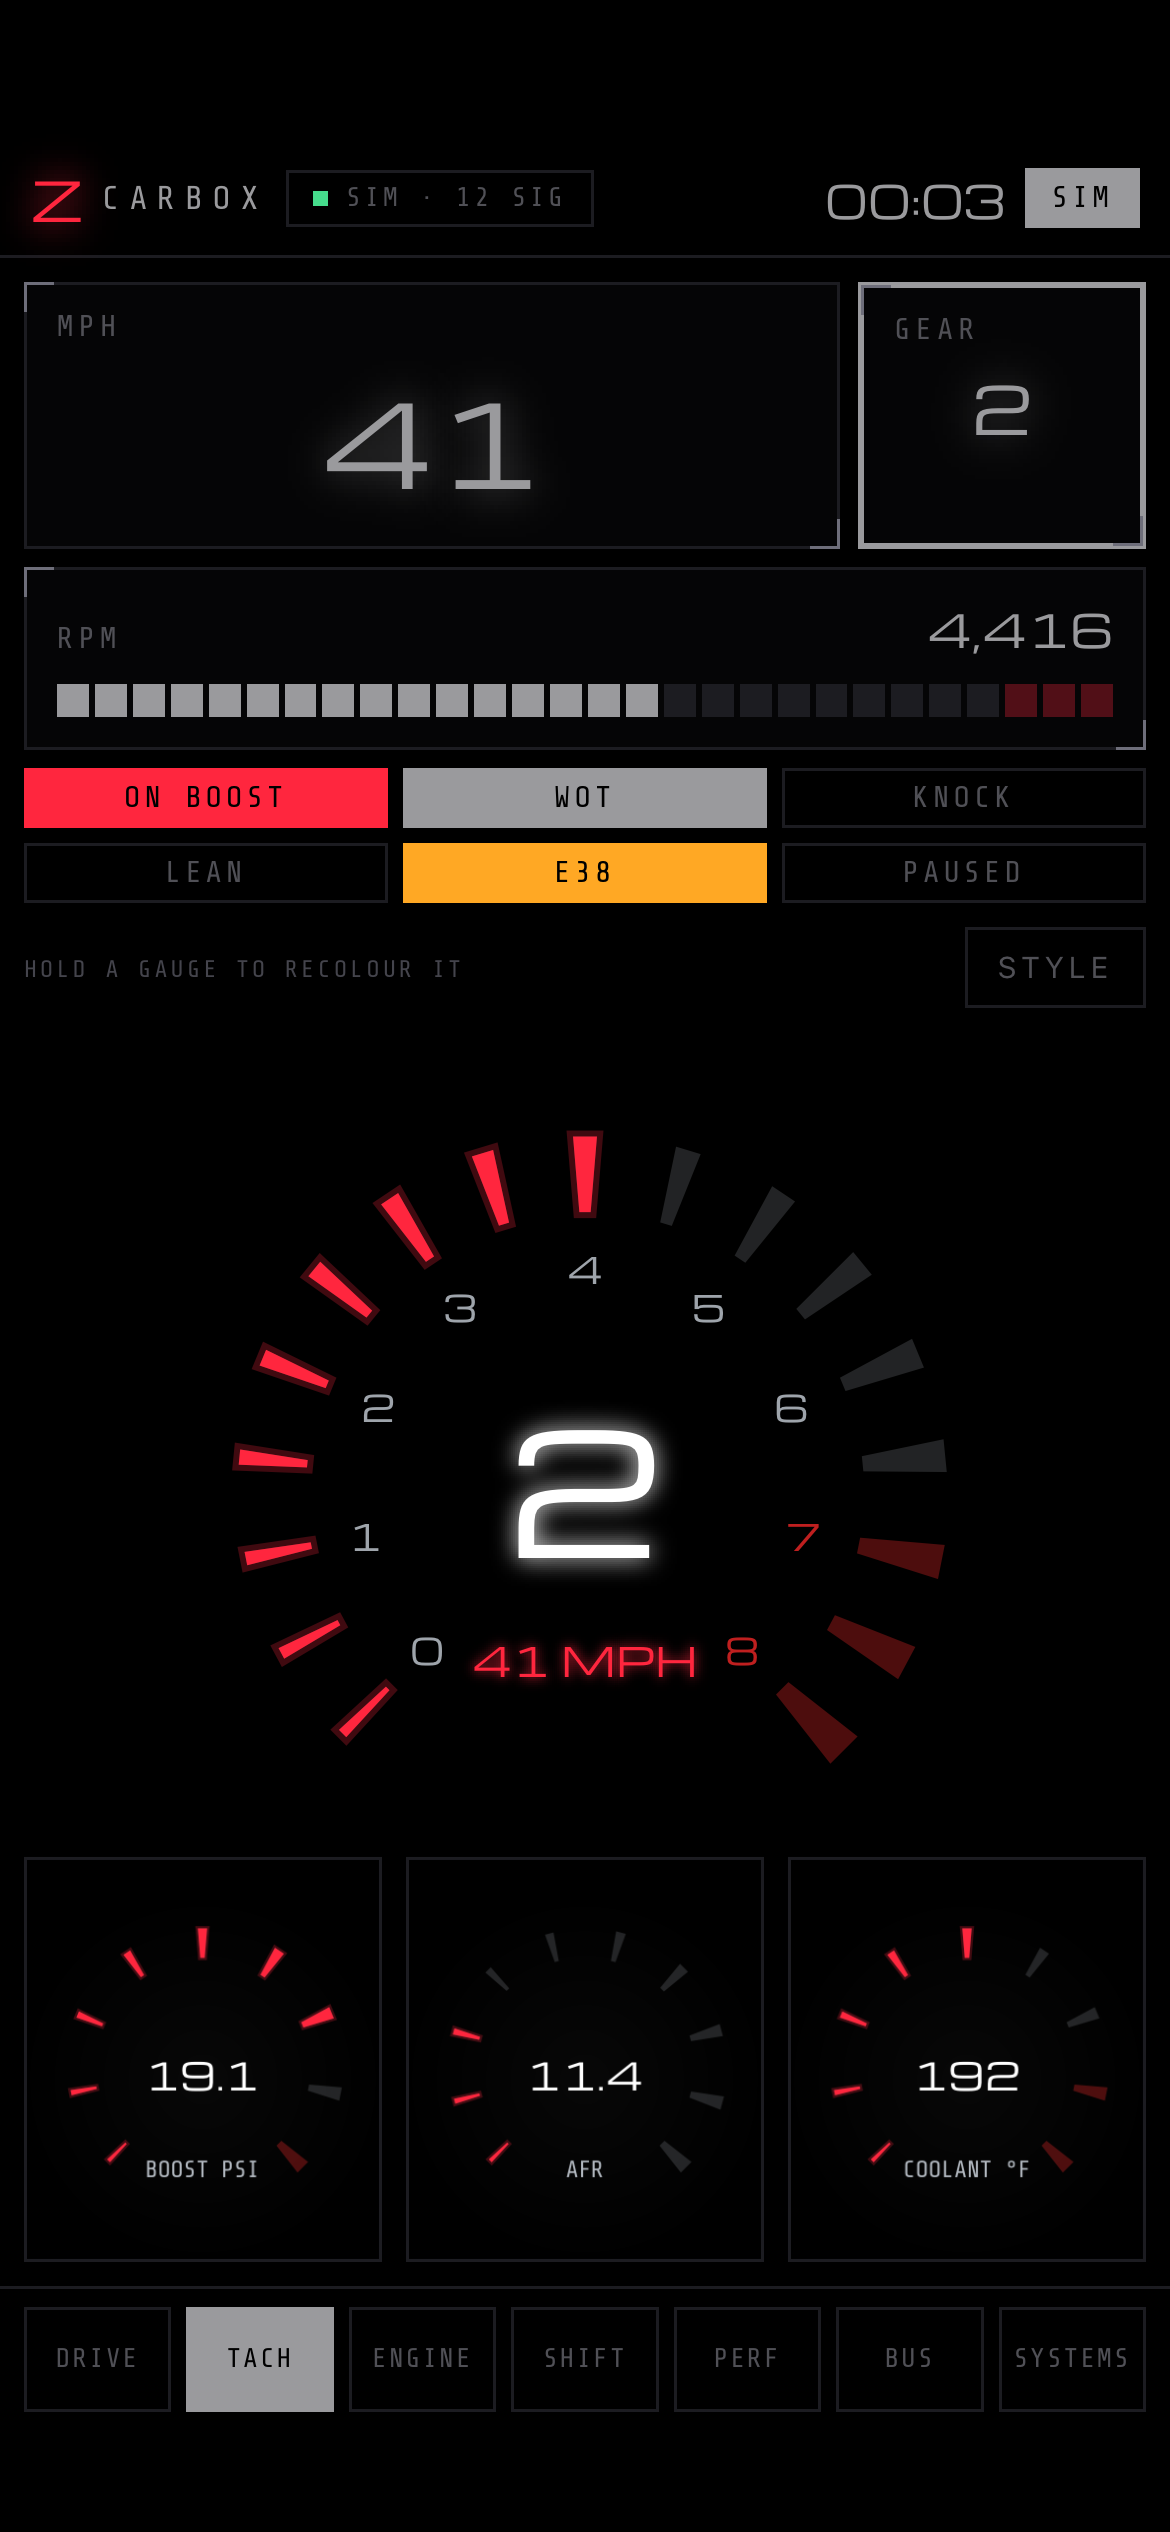 Z CARBOX SIM · 12 SIG 00:03 SIM
MPH
41
GEAR
2
RPM 4,416
ON BOOST WOT KNOCK
LEAN E38 PAUSED
HOLD A GAUGE TO RECOLOUR IT STYLE
4
3 5
2 6
2
1 7
0 41 MPH 8
19.1 11.4 192
BOOST PSI AFR COOLANT °F
DRIVE TACH ENGINE SHIFT PERF BUS SYSTEMS